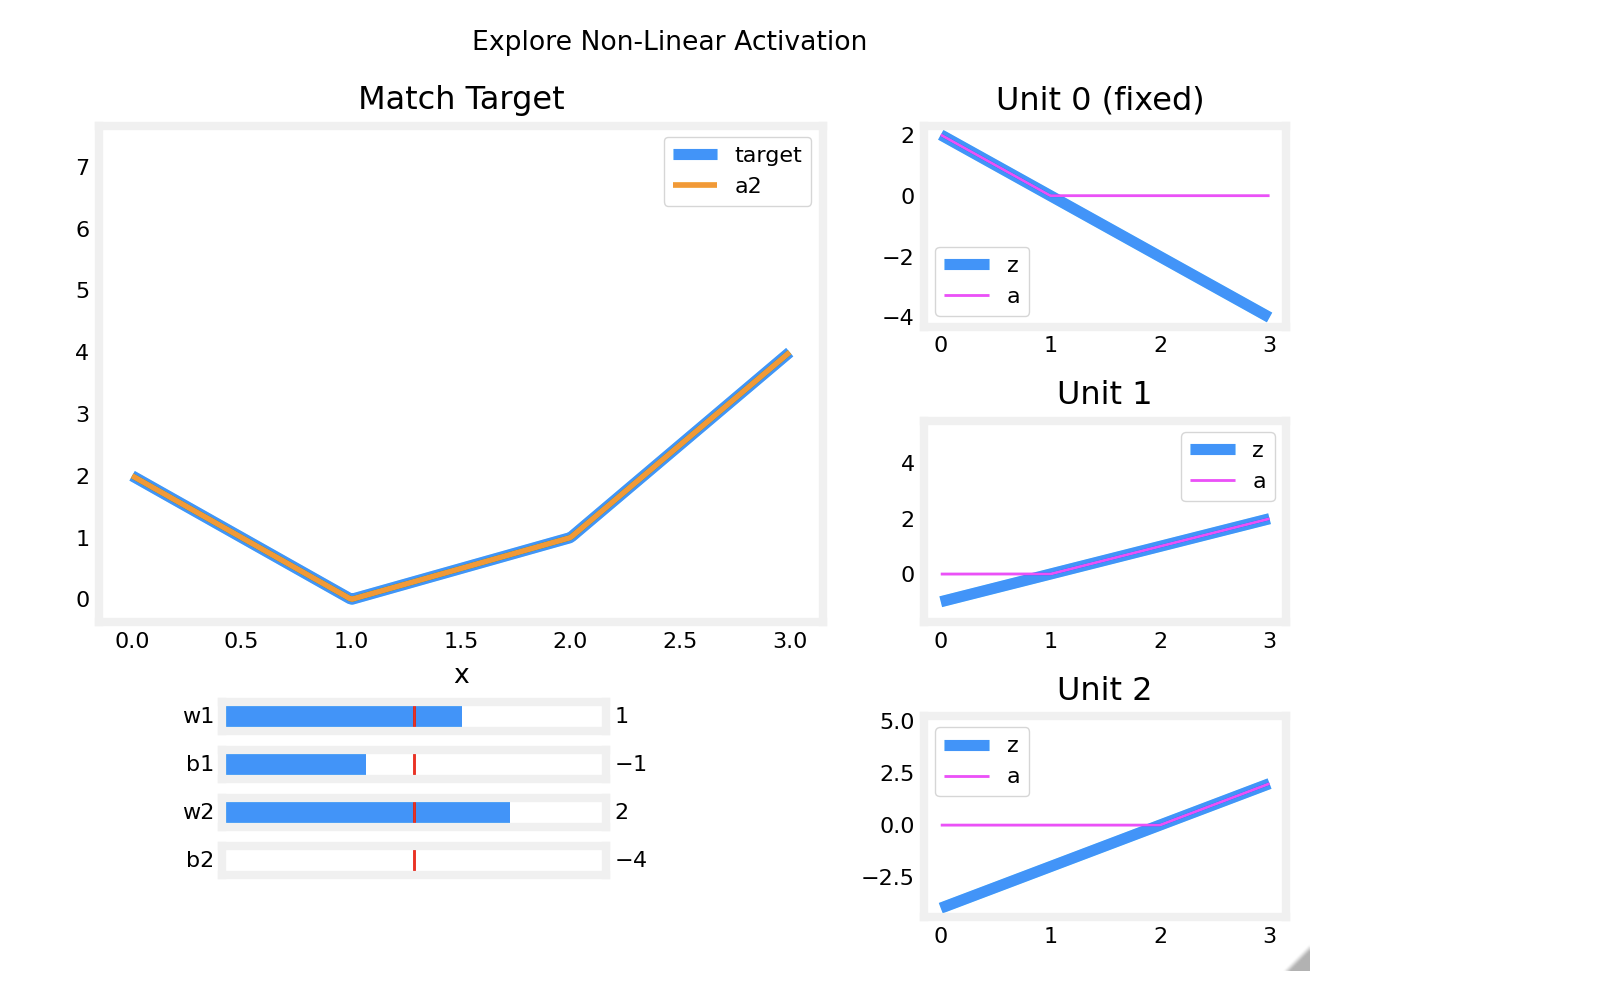 Explore Non-Linear Activation
Match Target
7
6
5
4
3
2
1
0
target
a2
0.0 0.5 1.0 1.5 2.0 2.5 3.0
x
w1 1
b1 −1
w2 2
b2 −4
Unit 0 (fixed)
2
0
−2
−4
z
a
0 1 2 3
Unit 1
4
2
0
z
a
0 1 2 3
Unit 2
5.0
2.5
0.0
−2.5
z
a
0 1 2 3